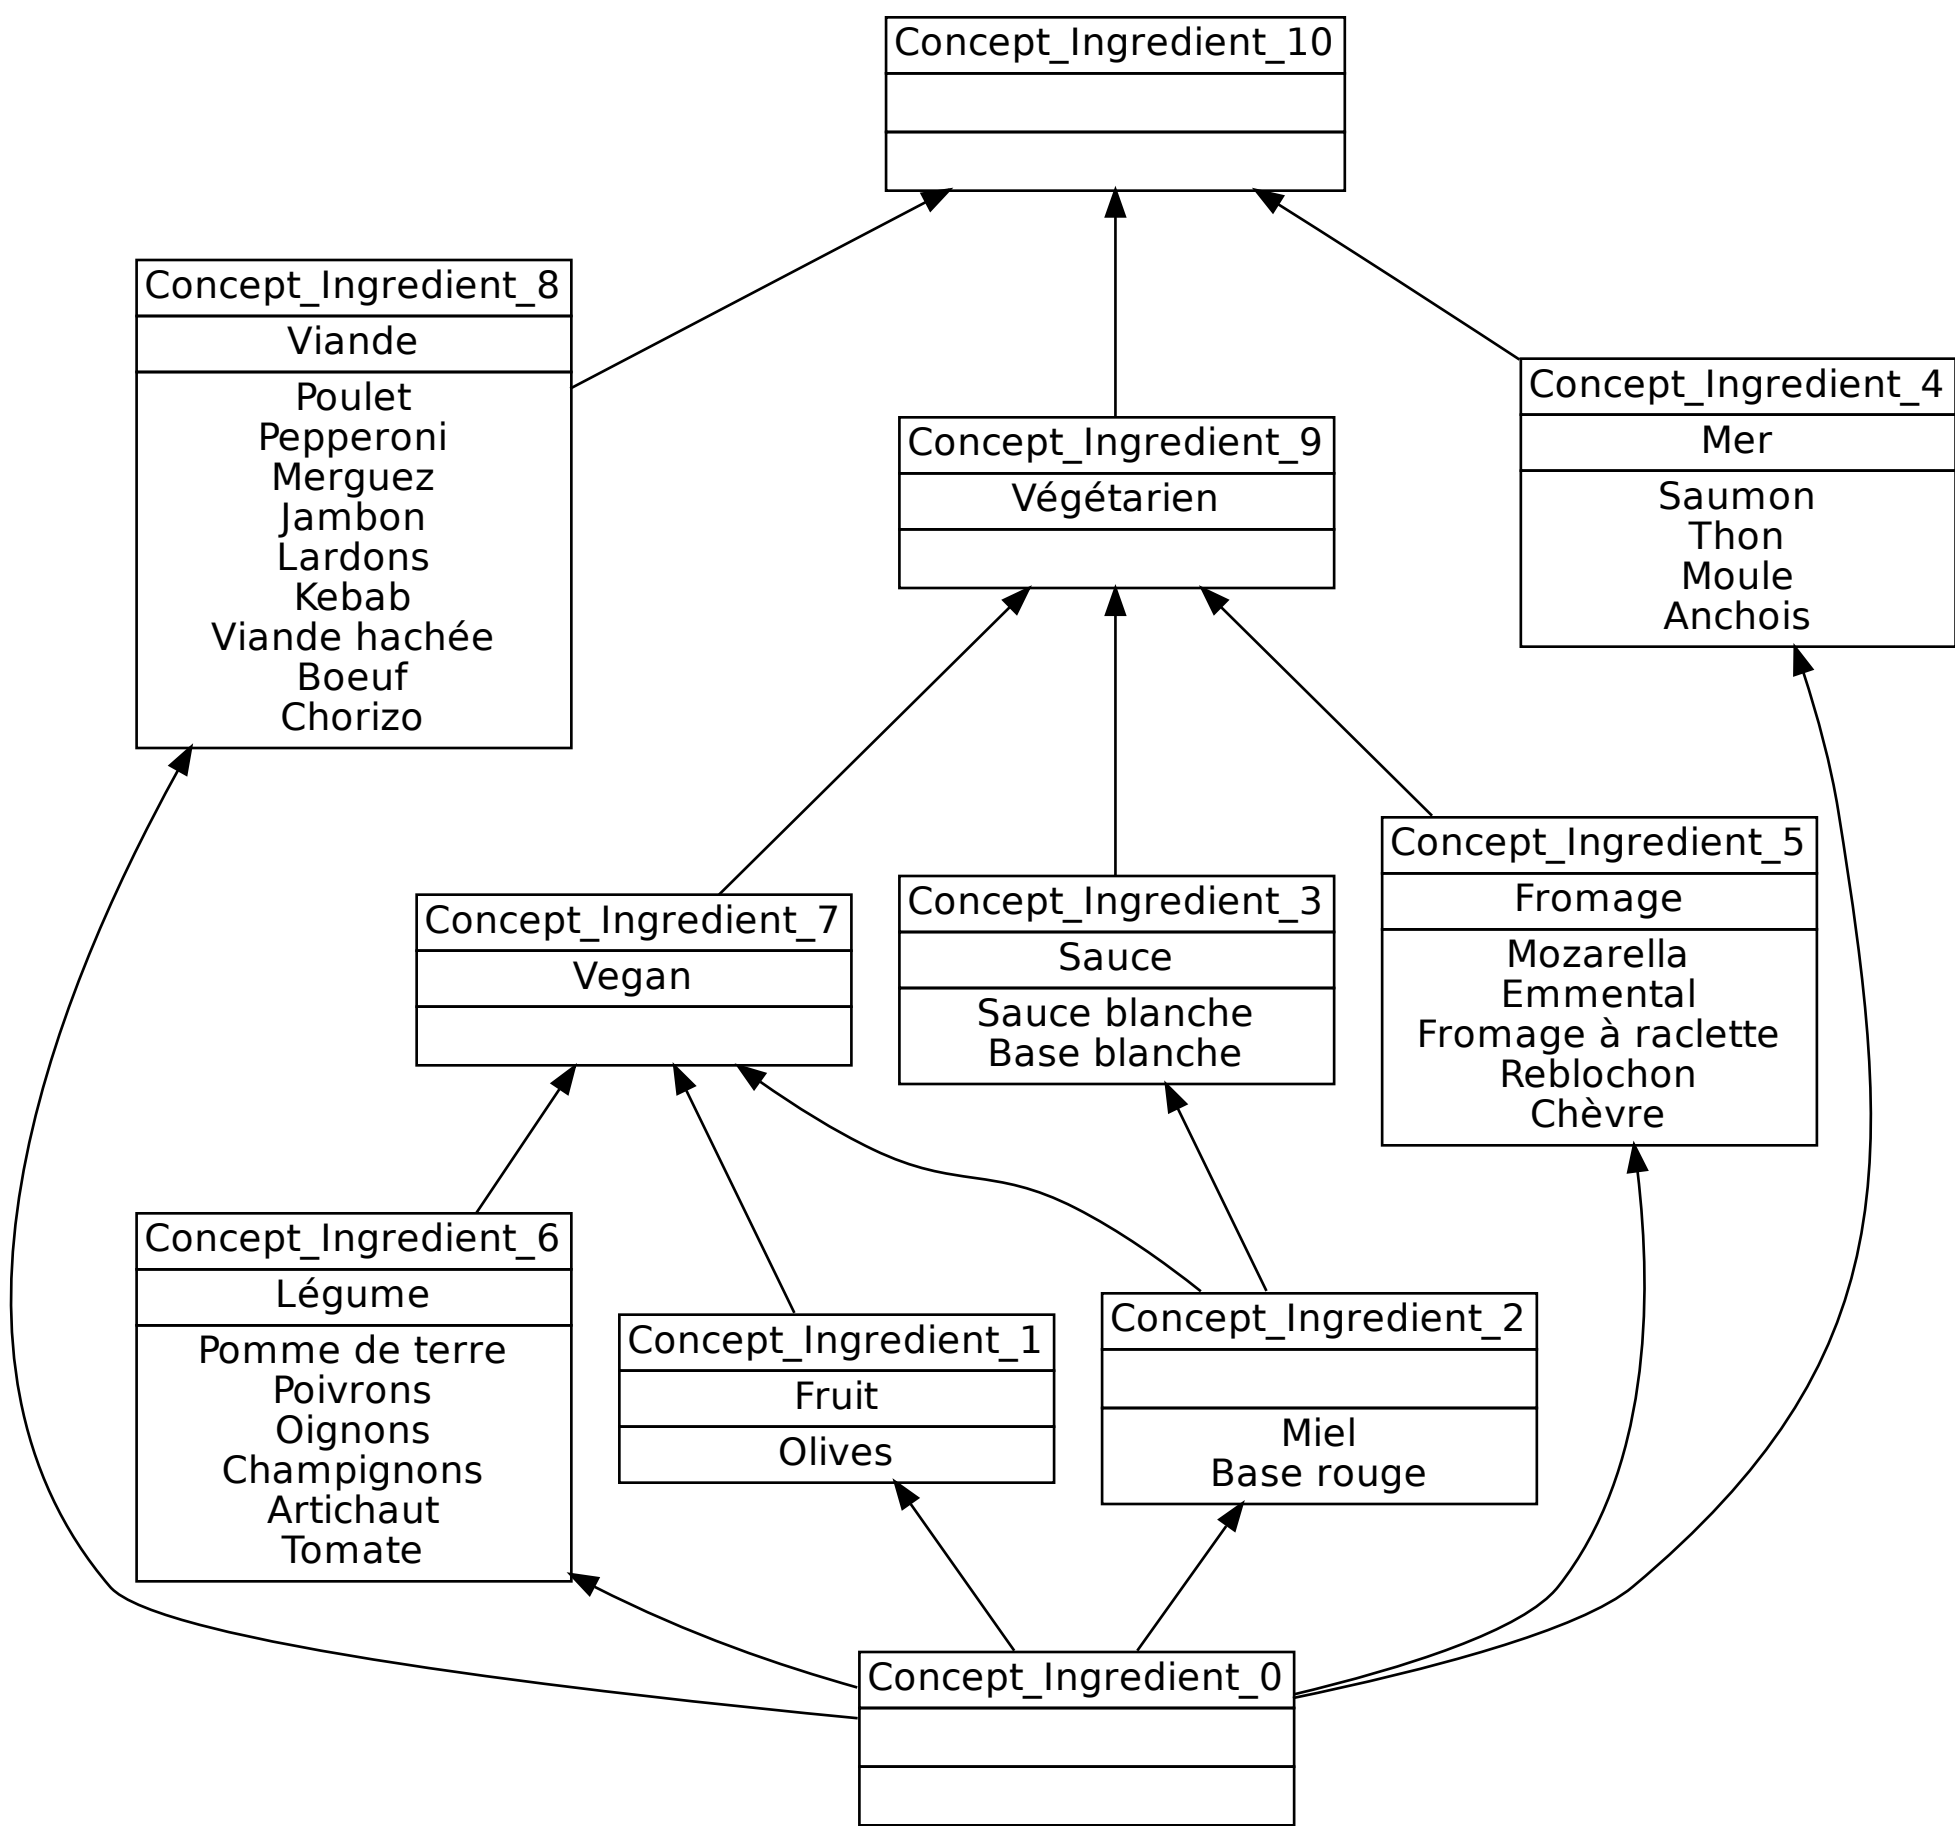 Concept_Ingredient_10
Concept_Ingredient_8
Viande
Poulet
Pepperoni
Merguez
Jambon
Lardons
Kebab
Viande hachée
Boeuf
Chorizo
Concept_Ingredient_9
Végétarien
Concept_Ingredient_4
Mer
Saumon
Thon
Moule
Anchois
Concept_Ingredient_7
Vegan
Concept_Ingredient_3
Sauce
Sauce blanche
Base blanche
Concept_Ingredient_5
Fromage
Mozarella
Emmental
Fromage à raclette
Reblochon
Chèvre
Concept_Ingredient_6
Légume
Pomme de terre
Poivrons
Oignons
Champignons
Artichaut
Tomate
Concept_Ingredient_1
Fruit
Olives
Concept_Ingredient_2
Miel
Base rouge
Concept_Ingredient_0